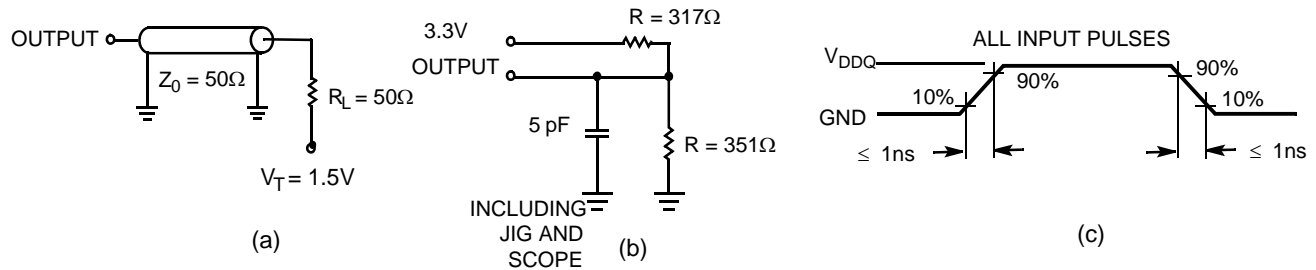 OUTPUT
Z0 = 50Ω
RL = 50Ω
VT = 1.5V
(a)
R = 317Ω
3.3V
OUTPUT
5 pF
R = 351Ω
INCLUDING
JIG AND
SCOPE
(b)
ALL INPUT PULSES
VDDQ
90%
10%
90%
10%
GND
≤ 1ns
≤ 1ns
(c)